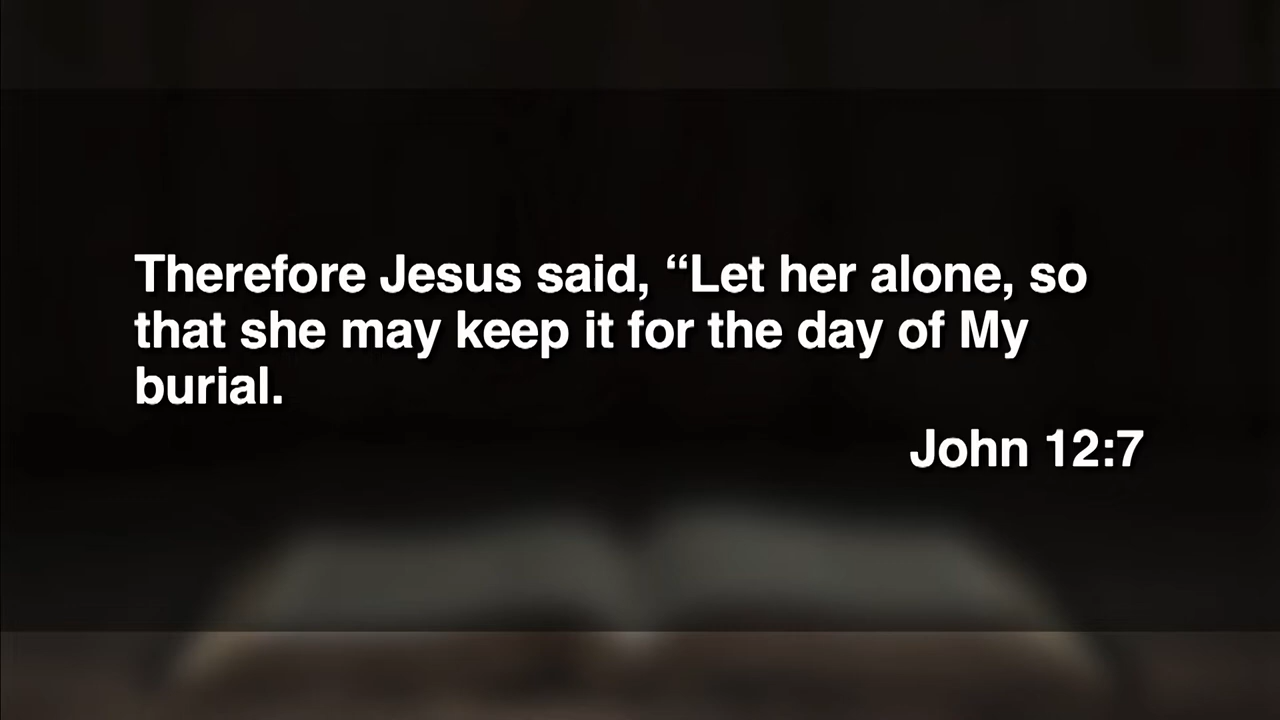 Therefore Jesus said, “Let her alone, so
that she may keep it for the day of My
burial.
John 12:7